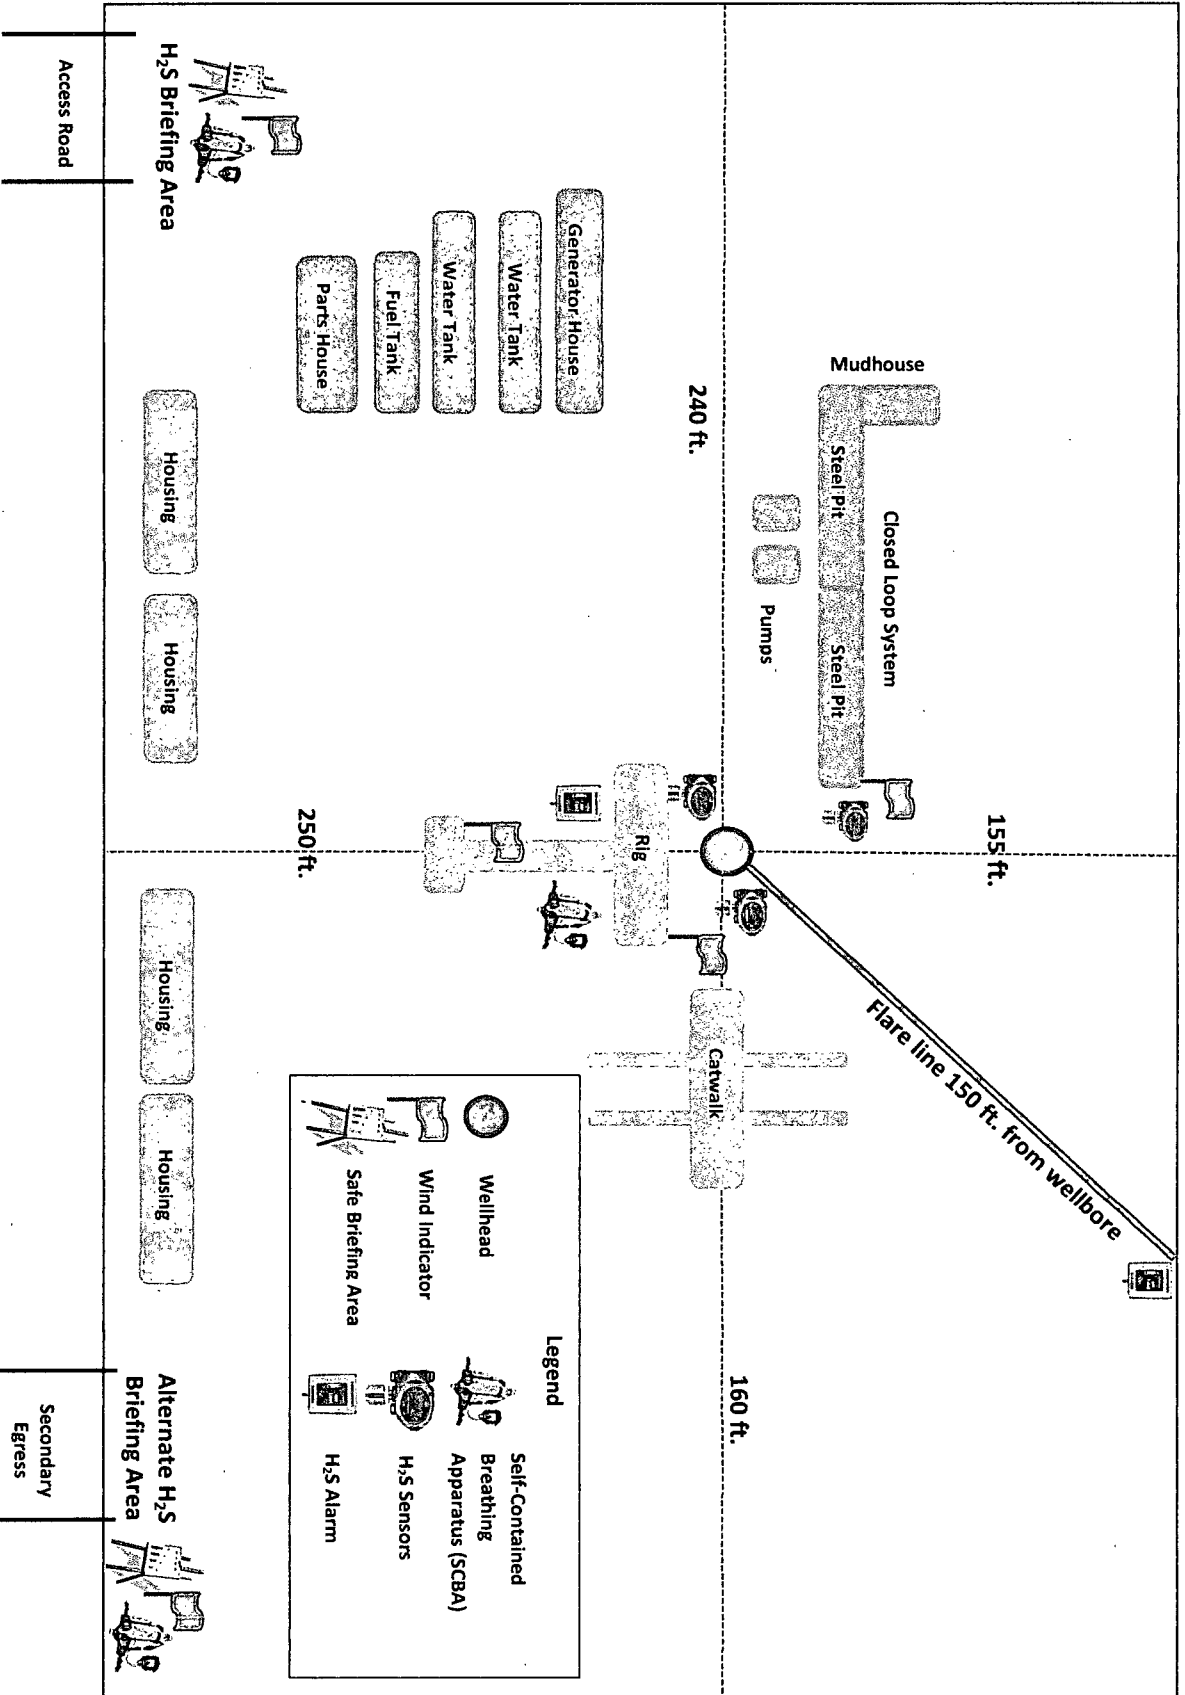 155 ft.
Flare line 150 ft. from wellbore
Closed Loop System
Mudhouse
Steel Pit
Steel Pit
Pumps
240 ft.
160 ft.
Catwalk
Rig
Generator House
Water Tank
Water Tank
Fuel Tank
Parts House
250 ft.
Legend
Wellhead
Wind Indicator
Safe Briefing Area
Self-Contained
Breathing
Apparatus (SCBA)
H₂S Sensors
H₂S Alarm
H₂S Briefing Area
Housing
Housing
Housing
Housing
Alternate H₂S
Briefing Area
Access Road
Secondary
Egress